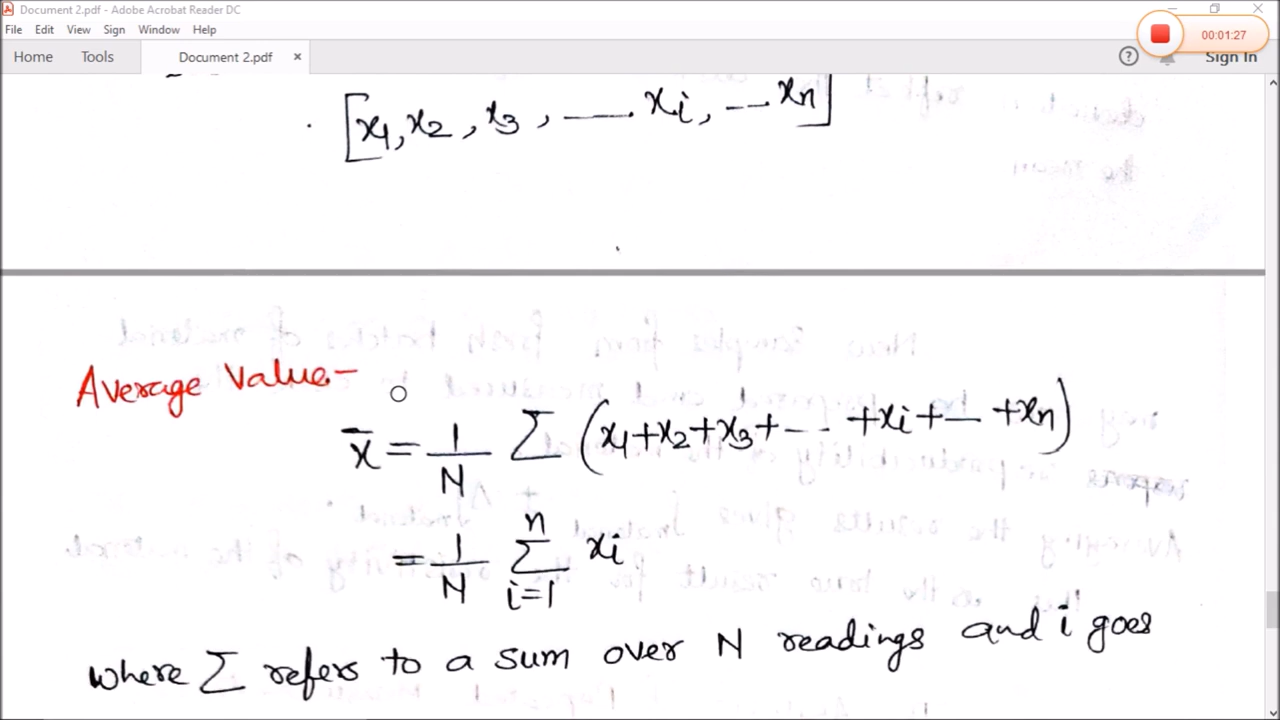 Document 2.pdf - Adobe Acrobat Reader DC
File Edit View Sign Window Help
00:01:27
Home Tools Document 2.pdf × ? Sign In
[x1, x2, x3, —— xi, --- xn]
Average Value -
x̄ = 1/N Σ (x1+x2+x3+ --- +xi+ — +xn)
= 1/N Σ i=1 n xi
where Σ refers to a sum over N readings and i goes